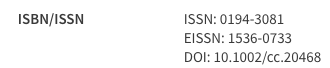 ISBN/ISSN ISSN: 0194-3081
EISSN: 1536-0733
DOI: 10.1002/cc.20468